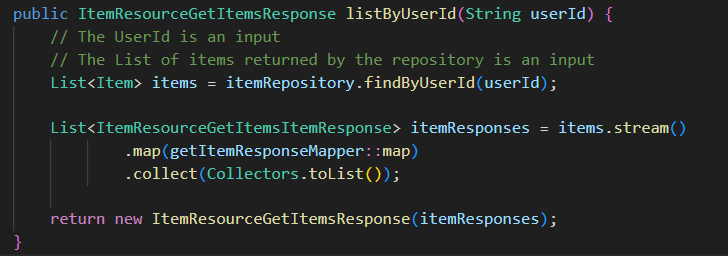 public ItemResourceGetItemsResponse listByUserId(String userId) {
    // The UserId is an input
    // The List of items returned by the repository is an input
    List<Item> items = itemRepository.findByUserId(userId);

    List<ItemResourceGetItemsItemResponse> itemResponses = items.stream()
            .map(getItemResponseMapper::map)
            .collect(Collectors.toList());

    return new ItemResourceGetItemsResponse(itemResponses);
}